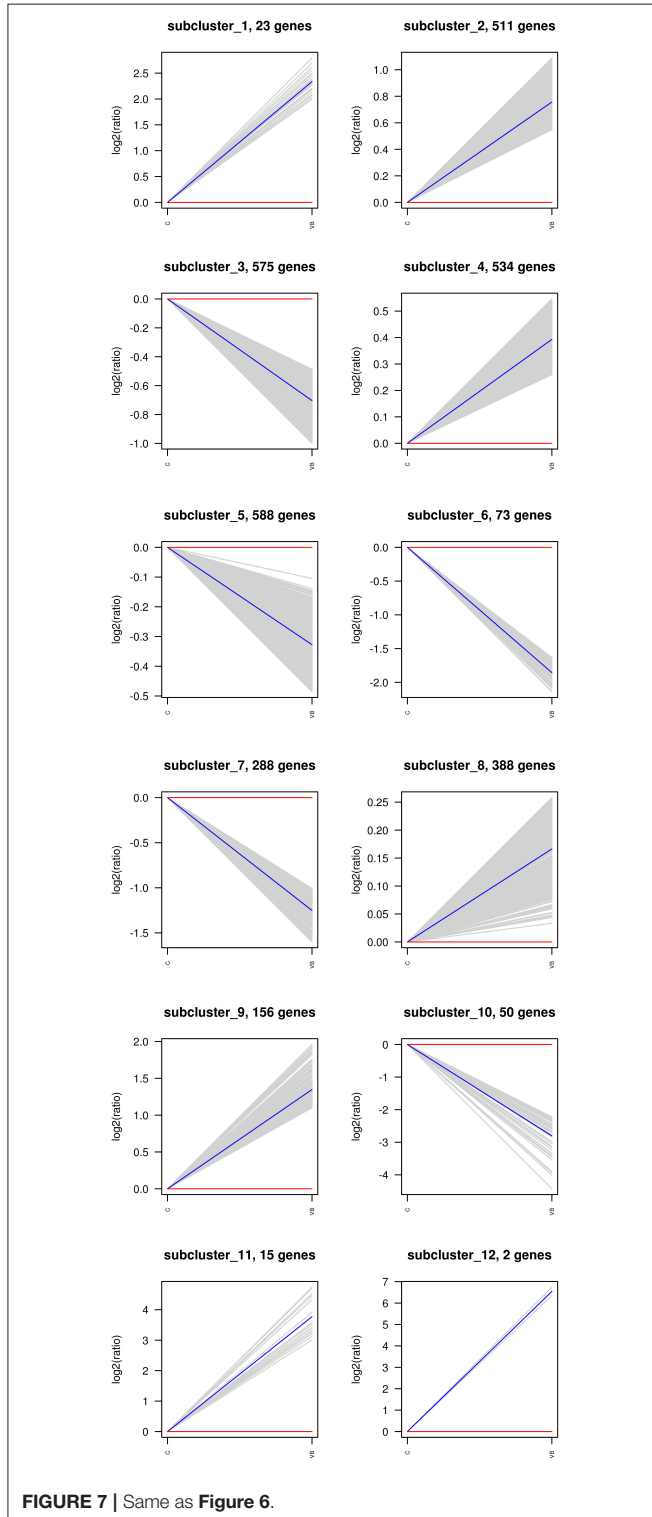 subcluster_1, 23 genes
log2(ratio)
2.5
2.0
1.5
1.0
0.5
0.0
C
VB
subcluster_2, 511 genes
log2(ratio)
1.0
0.8
0.6
0.4
0.2
0.0
C
VB
subcluster_3, 575 genes
log2(ratio)
0.0
-0.2
-0.4
-0.6
-0.8
-1.0
C
VB
subcluster_4, 534 genes
log2(ratio)
0.5
0.4
0.3
0.2
0.1
0.0
C
VB
subcluster_5, 588 genes
log2(ratio)
0.0
-0.1
-0.2
-0.3
-0.4
-0.5
C
VB
subcluster_6, 73 genes
log2(ratio)
0.0
-0.5
-1.0
-1.5
-2.0
C
VB
subcluster_7, 288 genes
log2(ratio)
0.0
-0.5
-1.0
-1.5
C
VB
subcluster_8, 388 genes
log2(ratio)
0.25
0.20
0.15
0.10
0.05
0.00
C
VB
subcluster_9, 156 genes
log2(ratio)
2.0
1.5
1.0
0.5
0.0
C
VB
subcluster_10, 50 genes
log2(ratio)
0
-1
-2
-3
-4
C
VB
subcluster_11, 15 genes
log2(ratio)
4
3
2
1
0
C
VB
subcluster_12, 2 genes
log2(ratio)
7
6
5
4
3
2
1
0
C
VB
FIGURE 7 | Same as Figure 6.